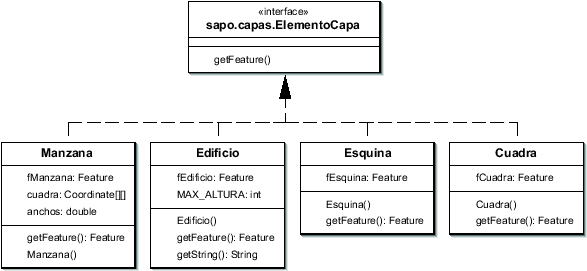 «interface»
sapo.capas.ElementoCapa
getFeature()
Manzana
fManzana: Feature
cuadra: Coordinate[][]
anchos: double
getFeature(): Feature
Manzana()
Edificio
fEdificio: Feature
MAX_ALTURA: int
Edificio()
getFeature(): Feature
getString(): String
Esquina
fEsquina: Feature
Esquina()
getFeature(): Feature
Cuadra
fCuadra: Feature
Cuadra()
getFeature(): Feature